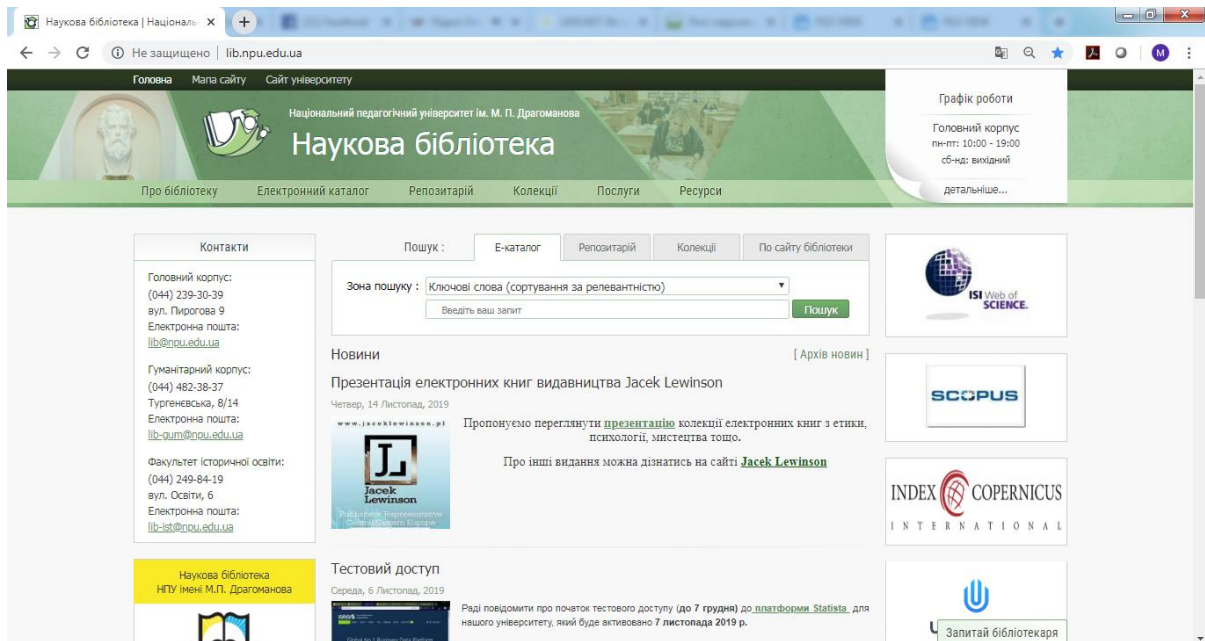 Наукова бібліотека | Національ
Не защищено | lib.npu.edu.ua
M
Головна Мапа сайту Сайт університету
Національний педагогічний університет ім. М. П. Драгоманова
Наукова бібліотека
Графік роботи
Головний корпус
пн-пт: 10:00 - 19:00
сб-нд: вихідний
детальніше...
Про бібліотеку Електронний каталог Репозитарій Колекції Послуги Ресурси
Контакти
Головний корпус:
(044) 239-30-39
вул. Пирогова 9
Електронна пошта:
lib@npu.edu.ua
Гуманітарний корпус:
(044) 482-38-37
Тургенєвська, 8/14
Електронна пошта:
lib-gum@npu.edu.ua
Факультет історичної освіти:
(044) 249-84-19
вул. Освіти, 6
Електронна пошта:
lib-ist@npu.edu.ua
Наукова бібліотека
НПУ імені М.П. Драгоманова
Пошук : Е-каталог Репозитарій Колекції По сайту бібліотеки
Зона пошуку : Ключові слова (сортування за релевантністю)
Введіть ваш запит Пошук
Новини [ Архів новин ]
Презентація електронних книг видавництва Jacek Lewinson
Четвер, 14 Листопад, 2019
www.jaceklewinson.pl
JL
Jacek
Lewinson
Publishers' Representative
Central Eastern Europe
Пропонуємо переглянути презентацію колекції електронних книг з етики,
психології, мистецтва тощо.
Про інші видання можна дізнатись на сайті Jacek Lewinson
Тестовий доступ
Середа, 6 Листопад, 2019
Раді повідомити про початок тестового доступу (до 7 грудня) до платформи Statista для
нашого університету, який буде активовано 7 листопада 2019 р.
ISI Web of
SCIENCE.
SCOPUS
INDEX COPERNICUS
INTERNATIONAL
Запитай бібліотекаря